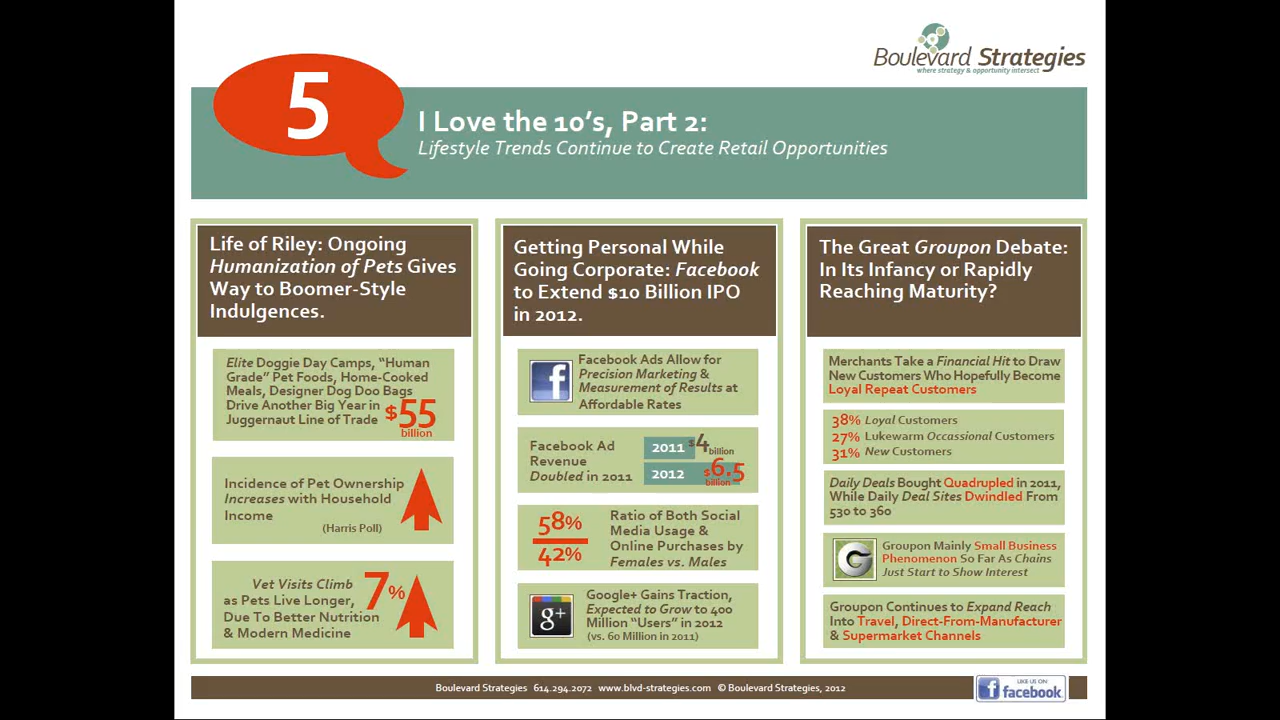 Boulevard Strategies
where strategy & opportunity intersect
5
I Love the 10's, Part 2:
Lifestyle Trends Continue to Create Retail Opportunities
Life of Riley: Ongoing
Humanization of Pets Gives
Way to Boomer-Style
Indulgences.
Elite Doggie Day Camps, “Human
Grade” Pet Foods, Home-Cooked
Meals, Designer Dog Doo Bags
Drive Another Big Year in
Juggernaut Line of Trade
$55
billion
Incidence of Pet Ownership
Increases with Household
Income
(Harris Poll)
Vet Visits Climb
as Pets Live Longer,
Due To Better Nutrition
& Modern Medicine
7%
Getting Personal While
Going Corporate: Facebook
to Extend $10 Billion IPO
in 2012.
f
Facebook Ads Allow for
Precision Marketing &
Measurement of Results at
Affordable Rates
Facebook Ad
Revenue
Doubled in 2011
2011 $4 billion
2012 $6.5 billion
58%
42%
Ratio of Both Social
Media Usage &
Online Purchases by
Females vs. Males
g+
Google+ Gains Traction,
Expected to Grow to 400
Million “Users” in 2012
(vs. 60 Million in 2011)
The Great Groupon Debate:
In Its Infancy or Rapidly
Reaching Maturity?
Merchants Take a Financial Hit to Draw
New Customers Who Hopefully Become
Loyal Repeat Customers
38% Loyal Customers
27% Lukewarm Occassional Customers
31% New Customers
Daily Deals Bought Quadrupled in 2011,
While Daily Deal Sites Dwindled From
530 to 360
G
Groupon Mainly Small Business
Phenomenon So Far As Chains
Just Start to Show Interest
Groupon Continues to Expand Reach
Into Travel, Direct-From-Manufacturer
& Supermarket Channels
Boulevard Strategies 614.294.2072 www.blvd-strategies.com © Boulevard Strategies, 2012
f
LIKE US ON
facebook